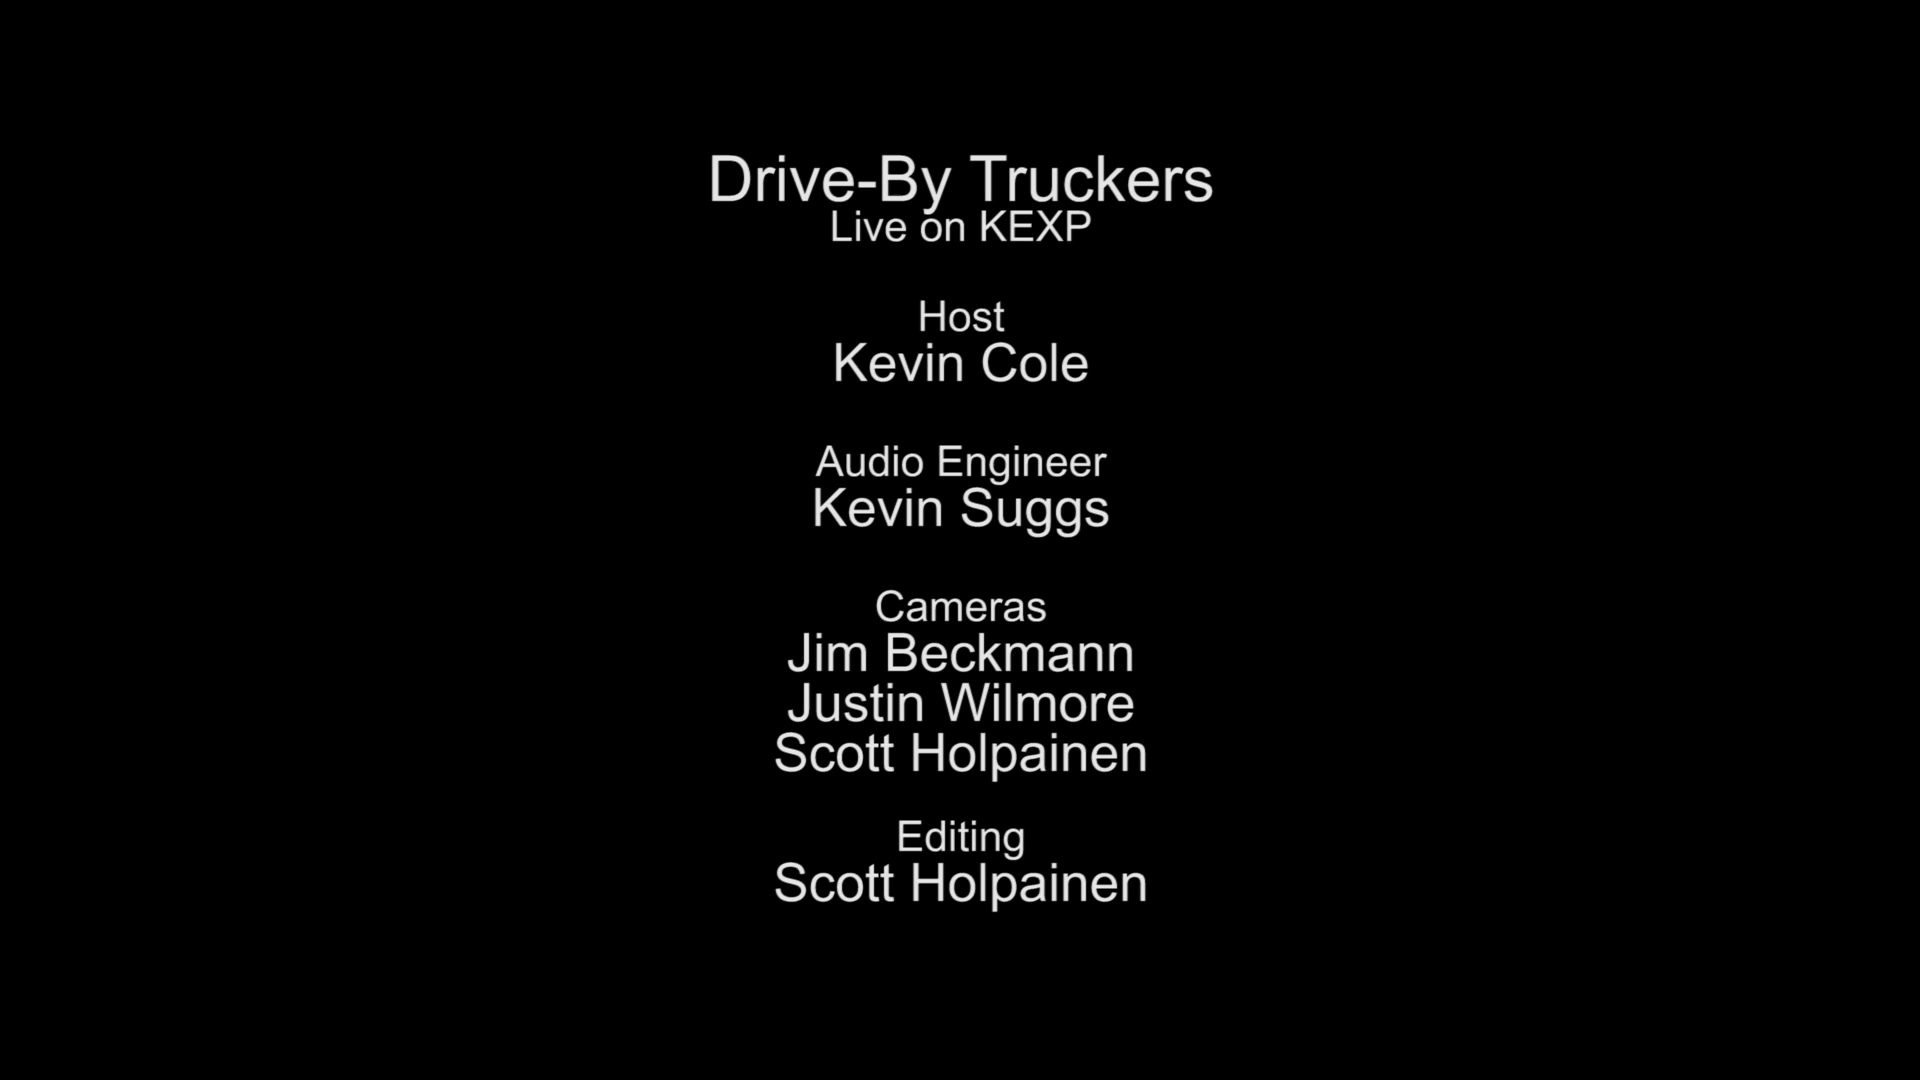 Drive-By Truckers
Live on KEXP
Host
Kevin Cole
Audio Engineer
Kevin Suggs
Cameras
Jim Beckmann
Justin Wilmore
Scott Holpainen
Editing
Scott Holpainen